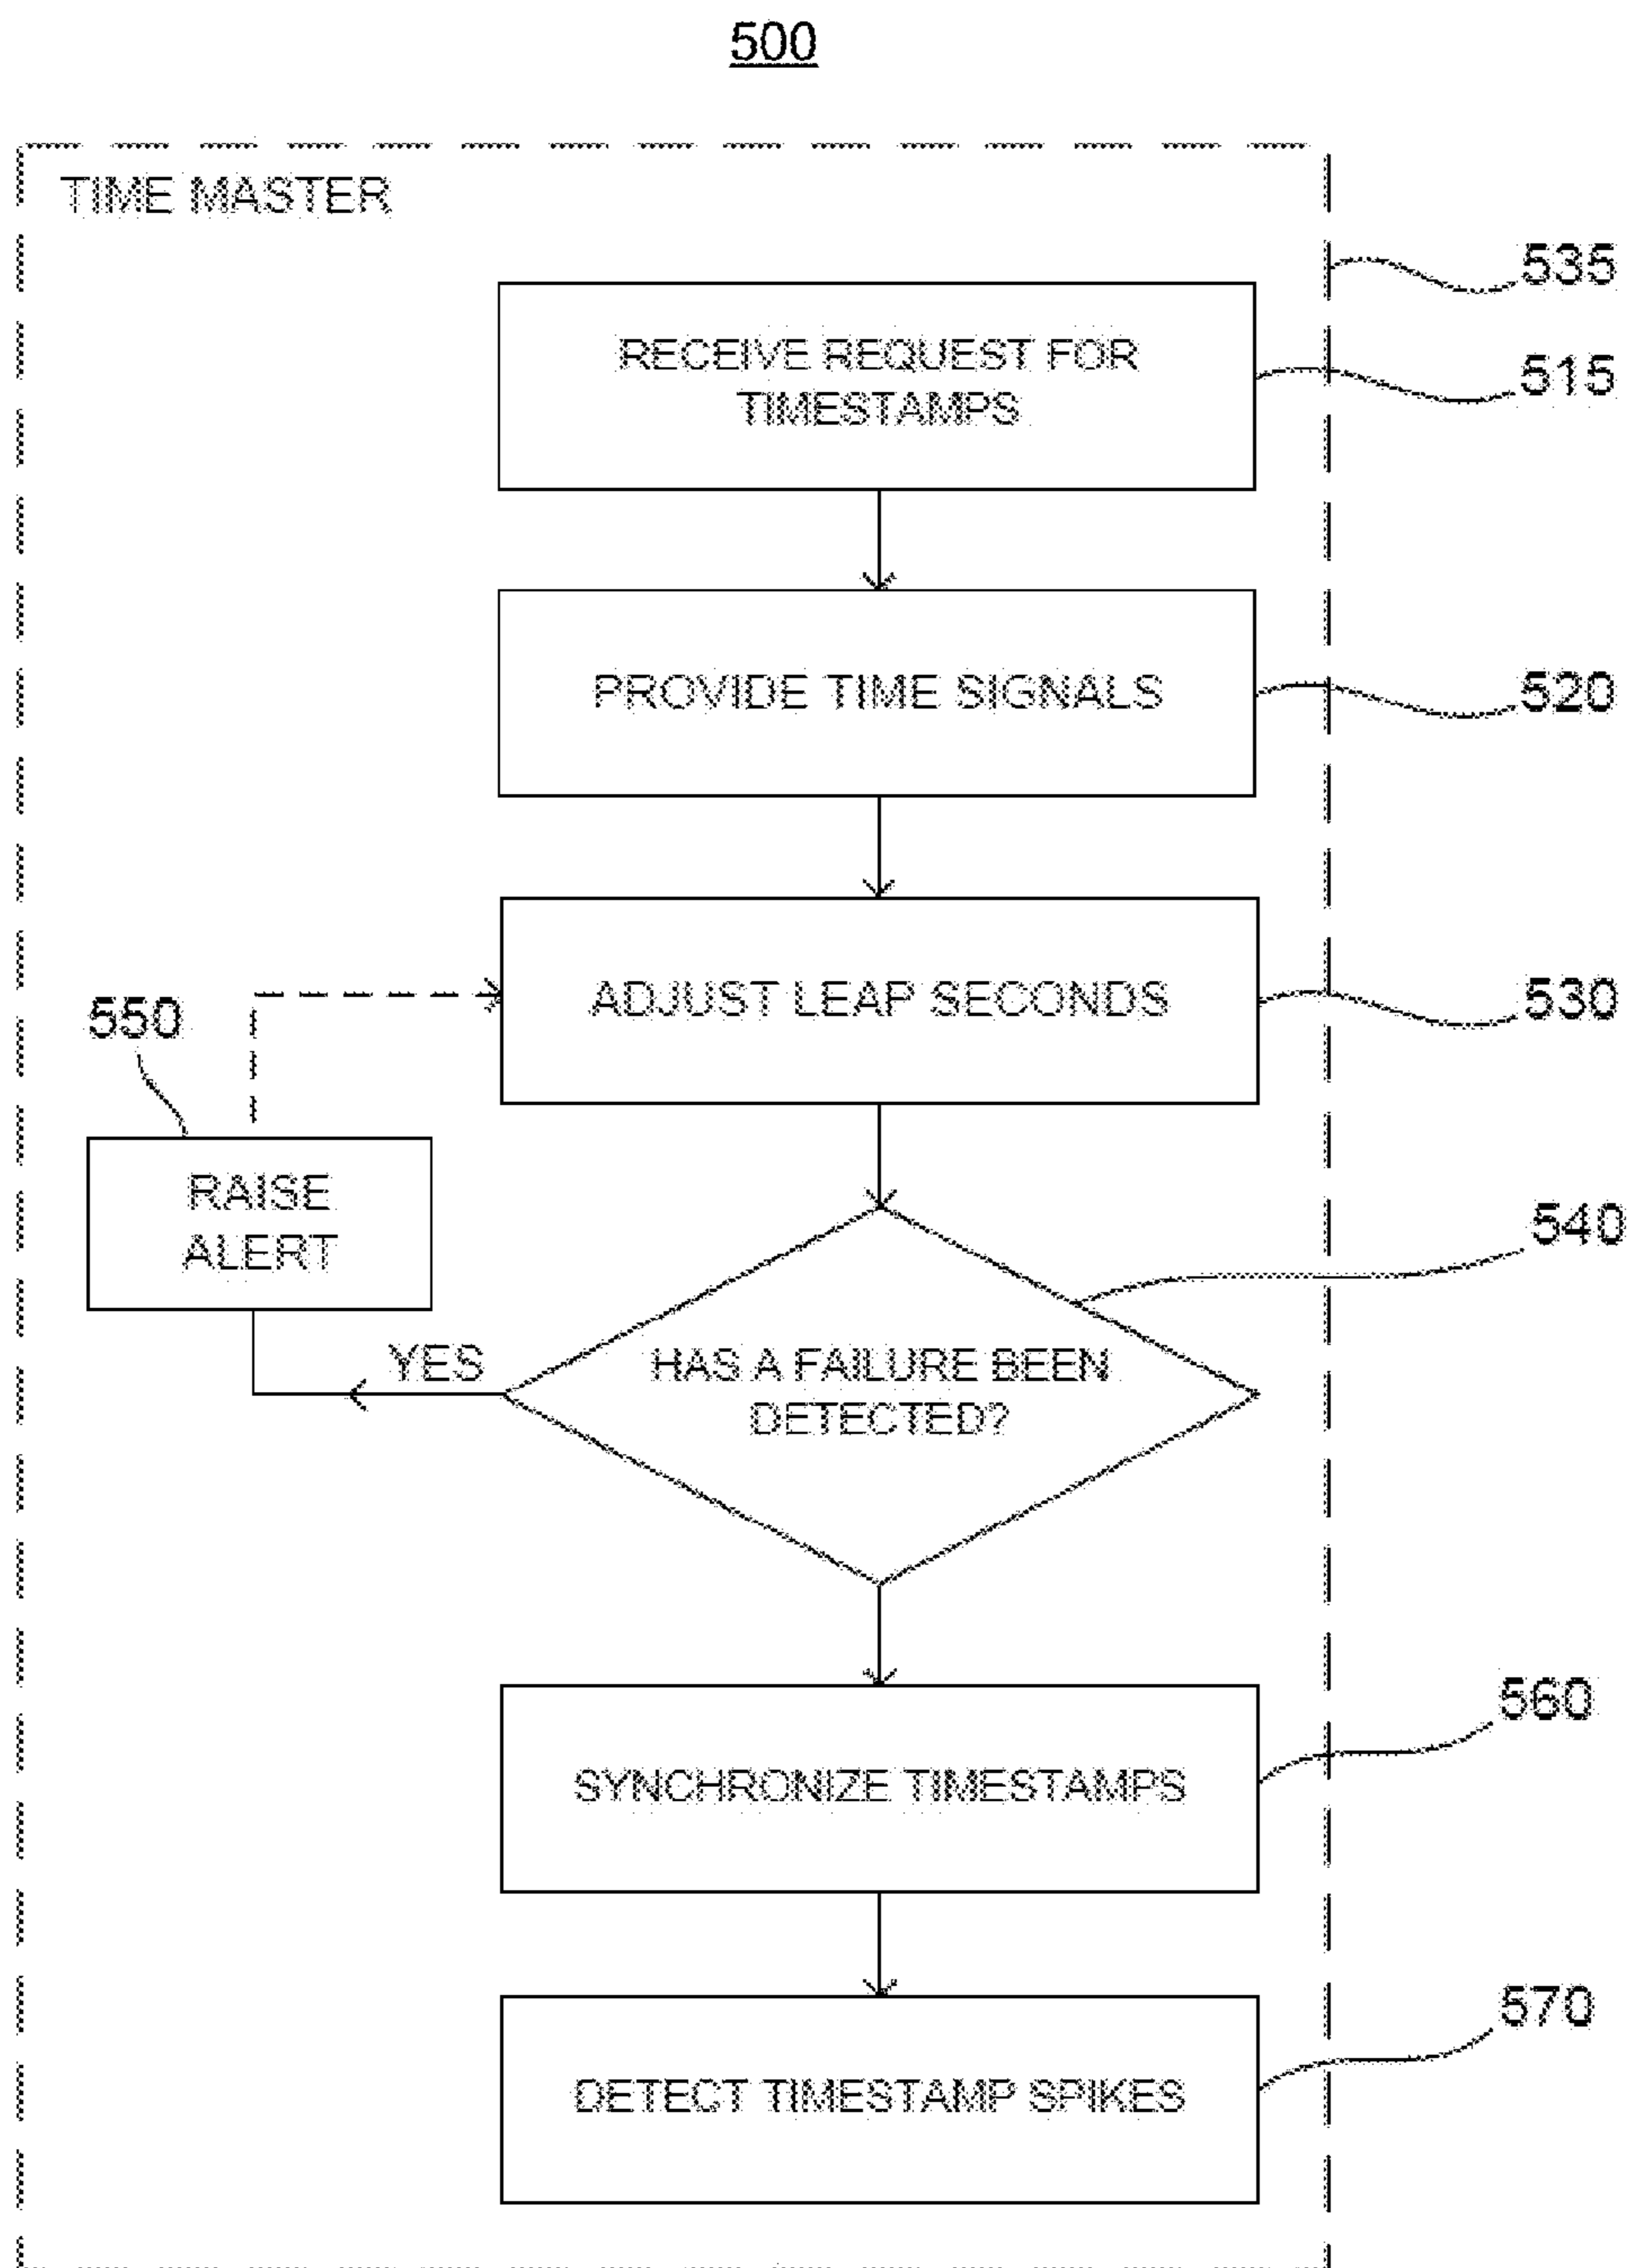 500
TIME MASTER
535
RECEIVE REQUEST FOR
TIMESTAMPS
515
PROVIDE TIME SIGNALS
520
ADJUST LEAP SECONDS
530
550
RAISE
ALERT
540
YES
HAS A FAILURE BEEN
DETECTED?
560
SYNCHRONIZE TIMESTAMPS
570
DETECT TIMESTAMP SPIKES